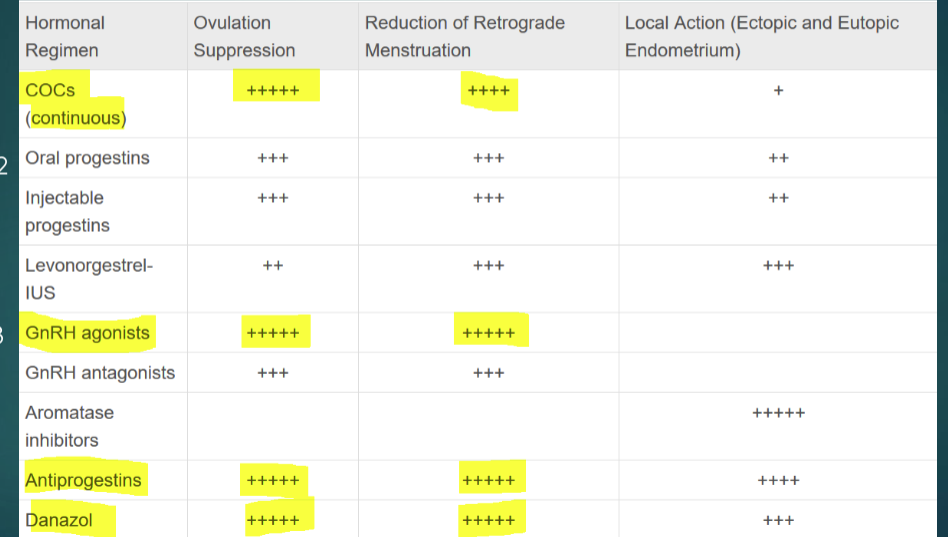 Hormonal Regimen | Ovulation Suppression | Reduction of Retrograde Menstruation | Local Action (Ectopic and Eutopic Endometrium)
COCs (continuous) | +++++ | ++++ | +
2
Oral progestins | +++ | +++ | ++
Injectable progestins | +++ | +++ | ++
Levonorgestrel-IUS | ++ | +++ | +++
3
GnRH agonists | +++++ | +++++
GnRH antagonists | +++ | +++
Aromatase inhibitors | +++++
Antiprogestins | +++++ | +++++ | ++++
Danazol | +++++ | +++++ | +++